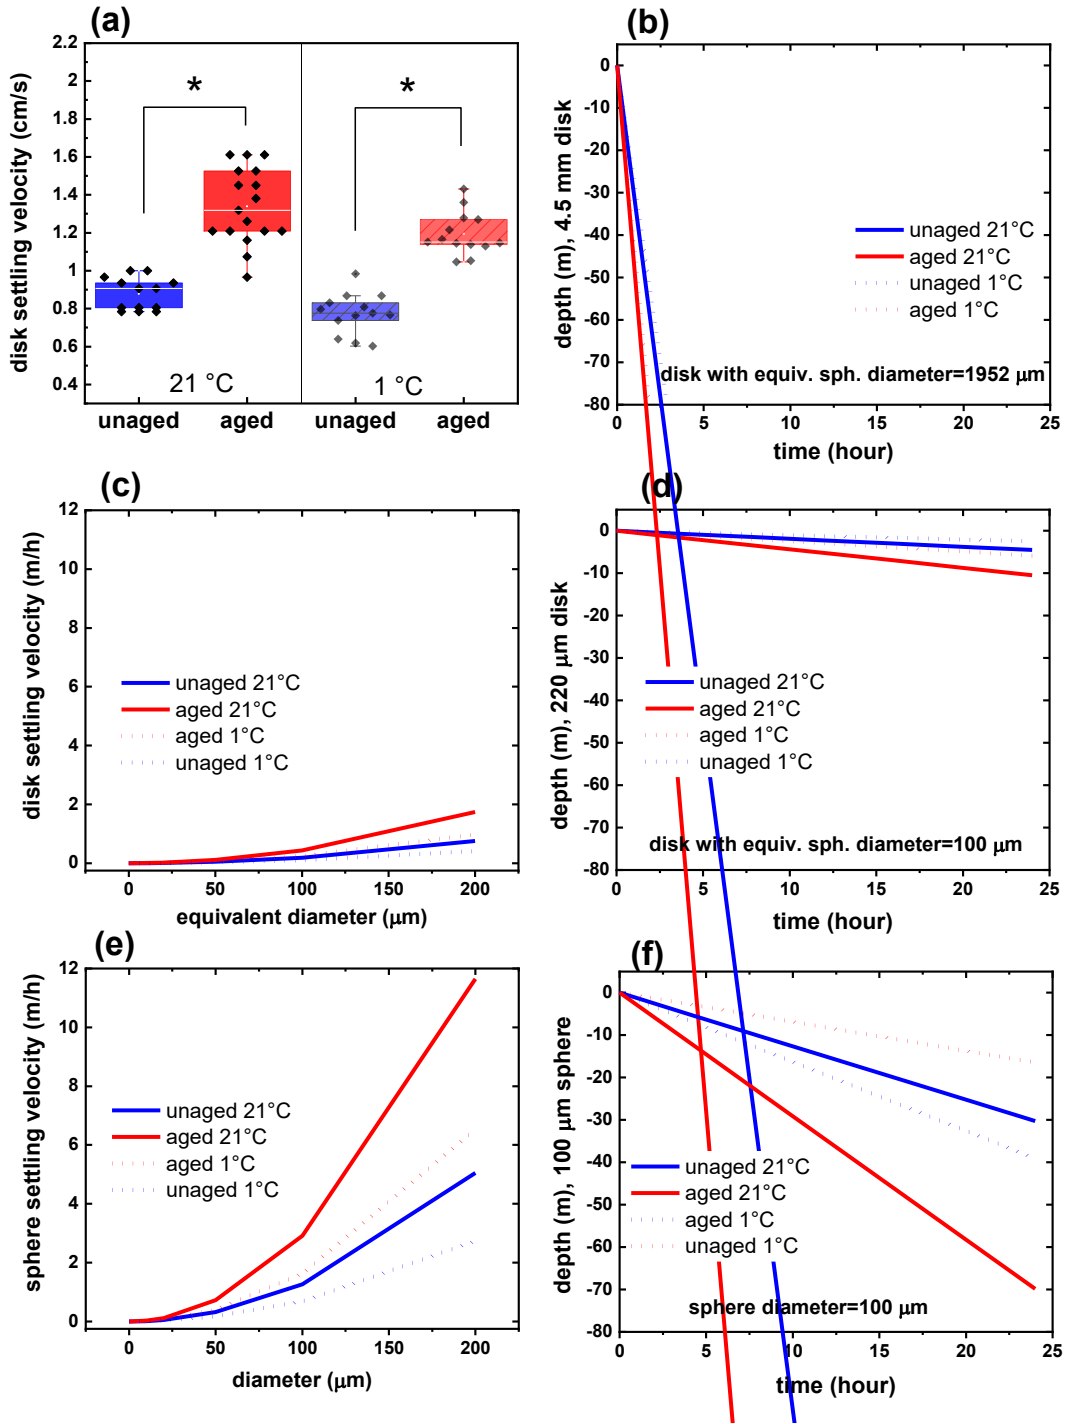 (a)
disk settling velocity (cm/s)
2.2
2
1.8
1.6
1.4
1.2
1
0.8
0.6
0.4
*
*
21 °C
1 °C
unaged
aged
unaged
aged
(b)
depth (m), 4.5 mm disk
0
-10
-20
-30
-40
-50
-60
-70
-80
unaged 21°C
aged 21°C
unaged 1°C
aged 1°C
disk with equiv. sph. diameter=1952 µm
0
5
10
15
20
25
time (hour)
(c)
disk settling velocity (m/h)
12
10
8
6
4
2
0
unaged 21°C
aged 21°C
aged 1°C
unaged 1°C
0
50
100
150
200
equivalent diameter (µm)
(d)
depth (m), 220 µm disk
0
-10
-20
-30
-40
-50
-60
-70
-80
unaged 21°C
aged 21°C
aged 1°C
unaged 1°C
disk with equiv. sph. diameter=100 µm
0
5
10
15
20
25
time (hour)
(e)
sphere settling velocity (m/h)
12
10
8
6
4
2
0
unaged 21°C
aged 21°C
aged 1°C
unaged 1°C
0
50
100
150
200
diameter (µm)
(f)
depth (m), 100 µm sphere
0
-10
-20
-30
-40
-50
-60
-70
-80
unaged 21°C
aged 21°C
aged 1°C
unaged 1°C
sphere diameter=100 µm
0
5
10
15
20
25
time (hour)